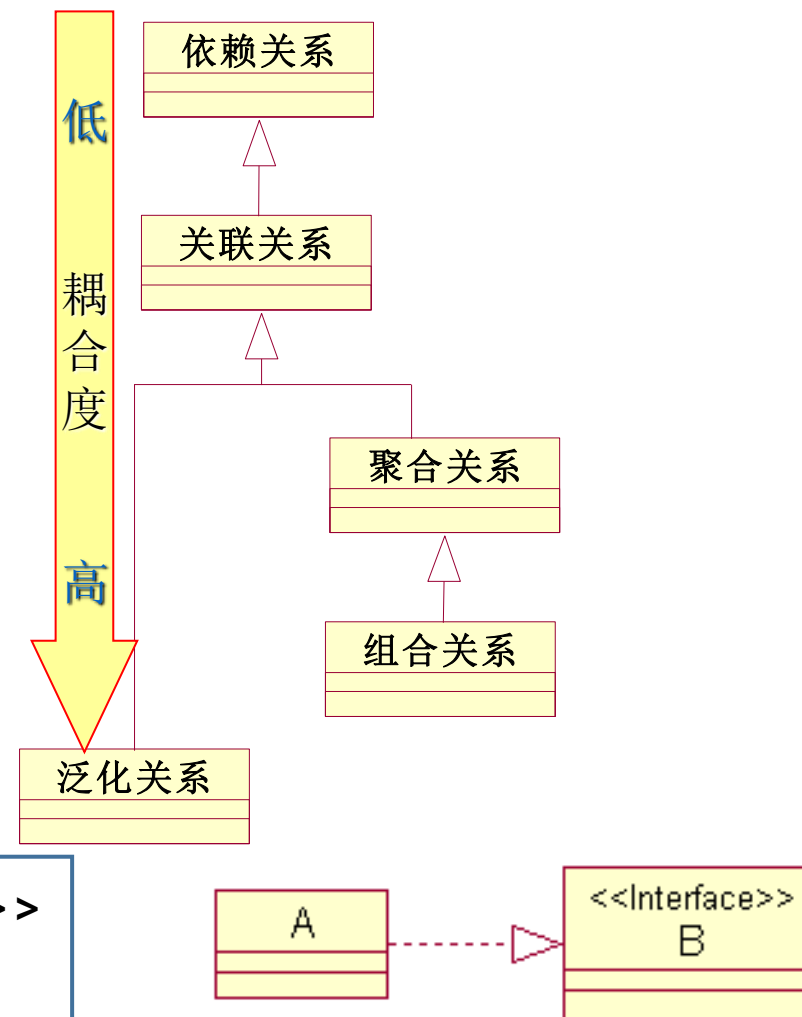 低
耦
合
度
高
依赖关系
关联关系
聚合关系
组合关系
泛化关系
>>
A
<<Interface>>
B